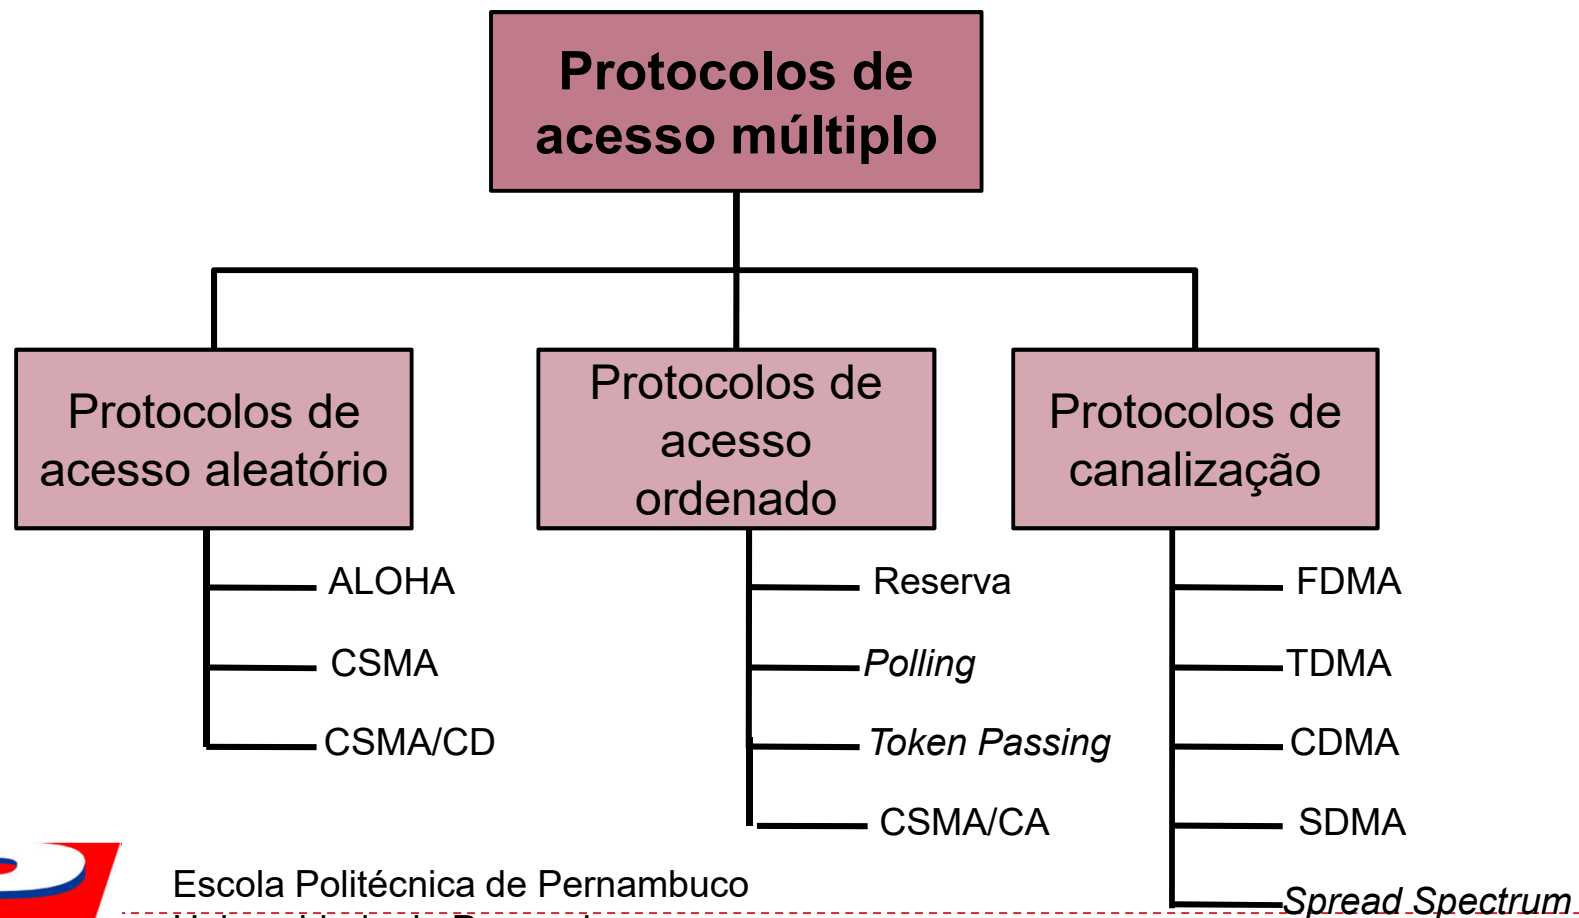 Protocolos de
acesso múltiplo
Protocolos de
acesso aleatório
Protocolos de
acesso
ordenado
Protocolos de
canalização
ALOHA
CSMA
CSMA/CD
Reserva
Polling
Token Passing
CSMA/CA
FDMA
TDMA
CDMA
SDMA
Spread Spectrum
Escola Politécnica de Pernambuco